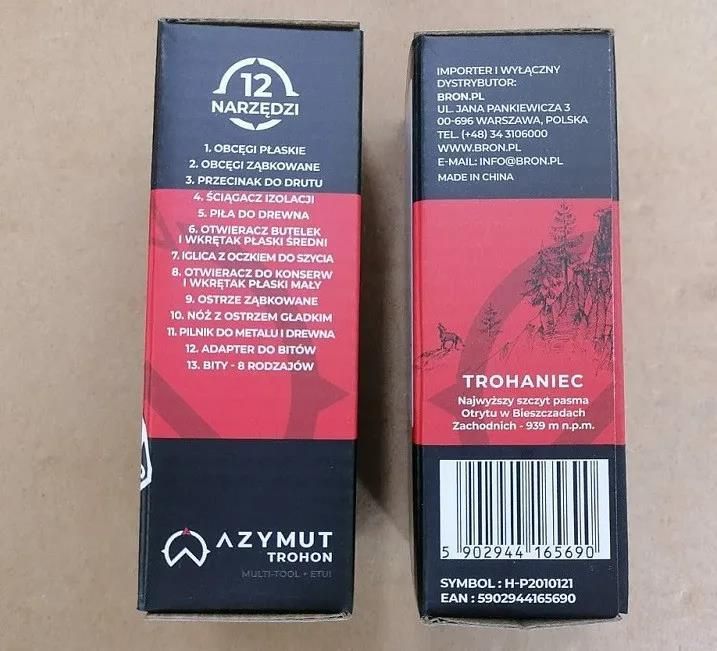 12
NARZĘDZI
1. OBCĘGI PŁASKIE
2. OBCĘGI ZĄBKOWANE
3. PRZECINAK DO DRUTU
4. ŚCIĄGACZ IZOLACJI
5. PIŁA DO DREWNA
6. OTWIERACZ BUTELEK
I WKRĘTAK PŁASKI ŚREDNI
7. IGLICA Z OCZKIEM DO SZYCIA
8. OTWIERACZ DO KONSERW
I WKRĘTAK PŁASKI MAŁY
9. OSTRZE ZĄBKOWANE
10. NÓŻ Z OSTRZEM GŁADKIM
11. PILNIK DO METALU I DREWNA
12. ADAPTER DO BITÓW
13. BITY - 8 RODZAJÓW
AZYMUT
TROHON
MULTI-TOOL + ETUI
IMPORTER I WYŁĄCZNY
DYSTRYBUTOR:
BRON.PL
UL. JANA PANKIEWICZA 3
00-696 WARSZAWA, POLSKA
TEL. (+48) 34 3106000
WWW.BRON.PL
E-MAIL: INFO@BRON.PL
MADE IN CHINA
TROHANIEC
Najwyższy szczyt pasma
Otrytu w Bieszczadach
Zachodnich - 939 m n.p.m.
5 902944 165690
SYMBOL : H-P2010121
EAN : 5902944165690